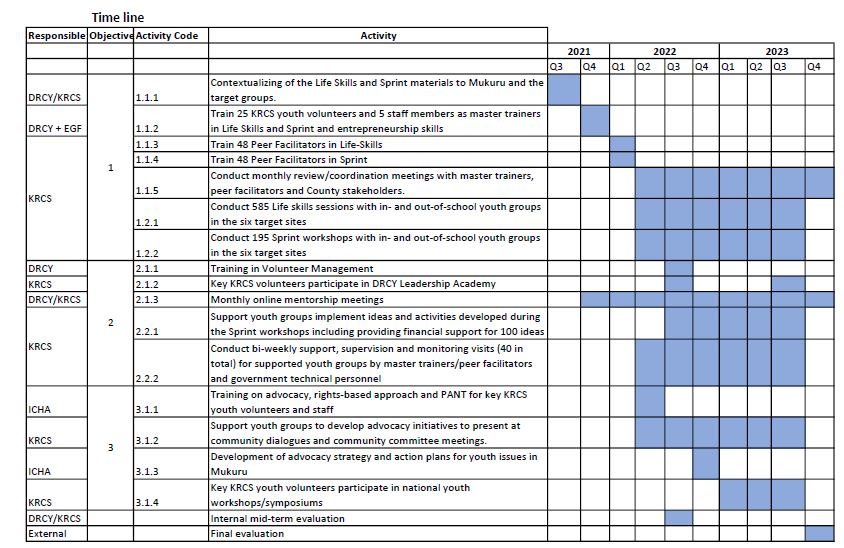 Time line
Responsible Objective Activity Code Activity
2021 2022 2023
Q3 Q4 Q1 Q2 Q3 Q4 Q1 Q2 Q3 Q4
DRCY/KRCS 1.1.1 Contextualizing of the Life Skills and Sprint materials to Mukuru and the
target groups.
DRCY + EGF 1.1.2 Train 25 KRCS youth volunteers and 5 staff members as master trainers
in Life Skills and Sprint and entrepreneurship skills
1.1.3 Train 48 Peer Facilitators in Life-Skills
1.1.4 Train 48 Peer Facilitators in Sprint
1
KRCS 1.1.5 Conduct monthly review/coordination meetings with master trainers,
peer facilitators and County stakeholders.
1.2.1 Conduct 585 Life skills sessions with in- and out-of-school youth groups
in the six target sites
1.2.2 Conduct 195 Sprint workshops with in- and out-of-school youth groups
in the six target sites
DRCY 2.1.1 Training in Volunteer Management
KRCS 2.1.2 Key KRCS volunteers participate in DRCY Leadership Academy
DRCY/KRCS 2.1.3 Monthly online mentorship meetings
2
KRCS 2.2.1 Support youth groups implement ideas and activities developed during
the Sprint workshops including providing financial support for 100 ideas
2.2.2 Conduct bi-weekly support, supervision and monitoring visits (40 in
total) for supported youth groups by master trainers/peer facilitators
and government technical personnel
ICHA 3.1.1 Training on advocacy, rights-based approach and PANT for key KRCS
youth volunteers and staff
KRCS 3.1.2 Support youth groups to develop advocacy initiatives to present at
community dialogues and community committee meetings.
3
ICHA 3.1.3 Development of advocacy strategy and action plans for youth issues in
Mukuru
KRCS 3.1.4 Key KRCS youth volunteers participate in national youth
workshops/symposiums
DRCY/KRCS Internal mid-term evaluation
External Final evaluation